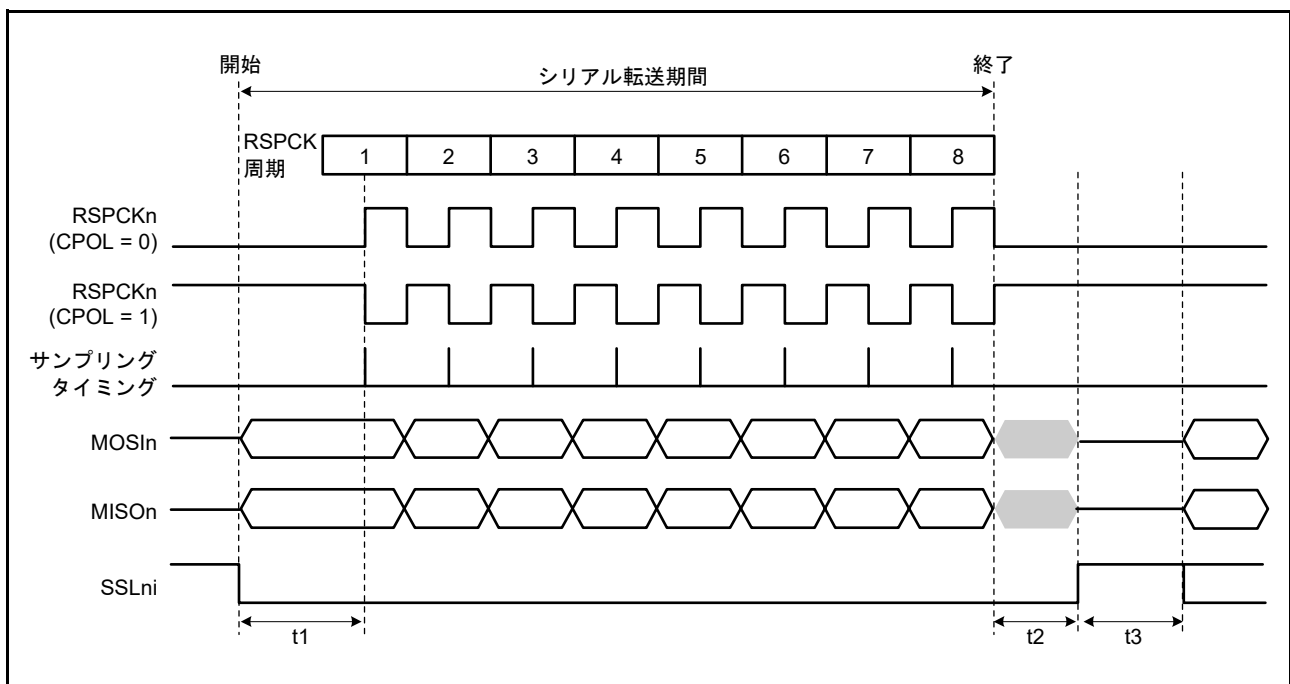 開始
シリアル転送期間
終了
RSPCK
周期
1 2 3 4 5 6 7 8
RSPCKn
(CPOL = 0)
RSPCKn
(CPOL = 1)
サンプリング
タイミング
MOSIn
MISOn
SSLni
t1
t2
t3